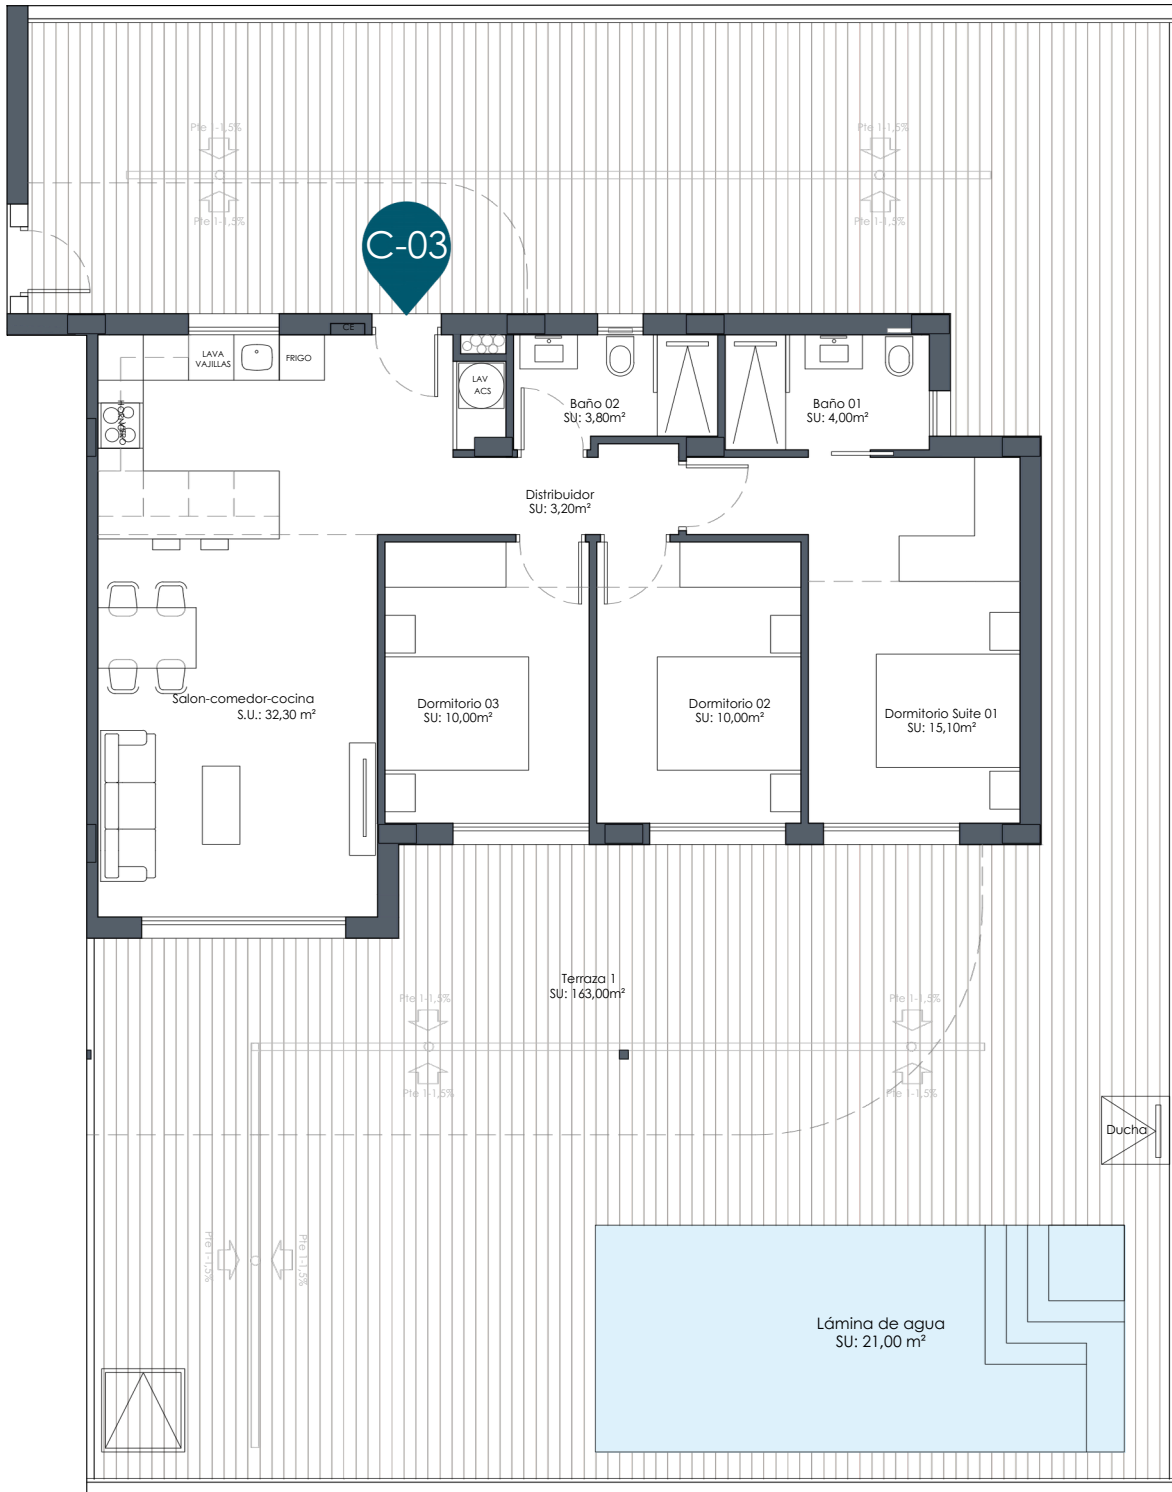 Pte 1-1,5%
Pte 1-1,5%
Pte 1-1,5%
Pte 1-1,5%
C-03
CE
LAVA
VAJILLAS
FRIGO
LAV
ACS
HORNO
Baño 02
SU: 3,80m²
Baño 01
SU: 4,00m²
Distribuidor
SU: 3,20m²
Salon-comedor-cocina
S.U.: 32,30 m²
Dormitorio 03
SU: 10,00m²
Dormitorio 02
SU: 10,00m²
Dormitorio Suite 01
SU: 15,10m²
Terraza 1
SU: 163,00m²
Pte 1-1,5%
Pte 1-1,5%
Pte 1-1,5%
Pte 1-1,5%
Ducha
Pte 1-1,5%
Pte 1-1,5%
Lámina de agua
SU: 21,00 m²